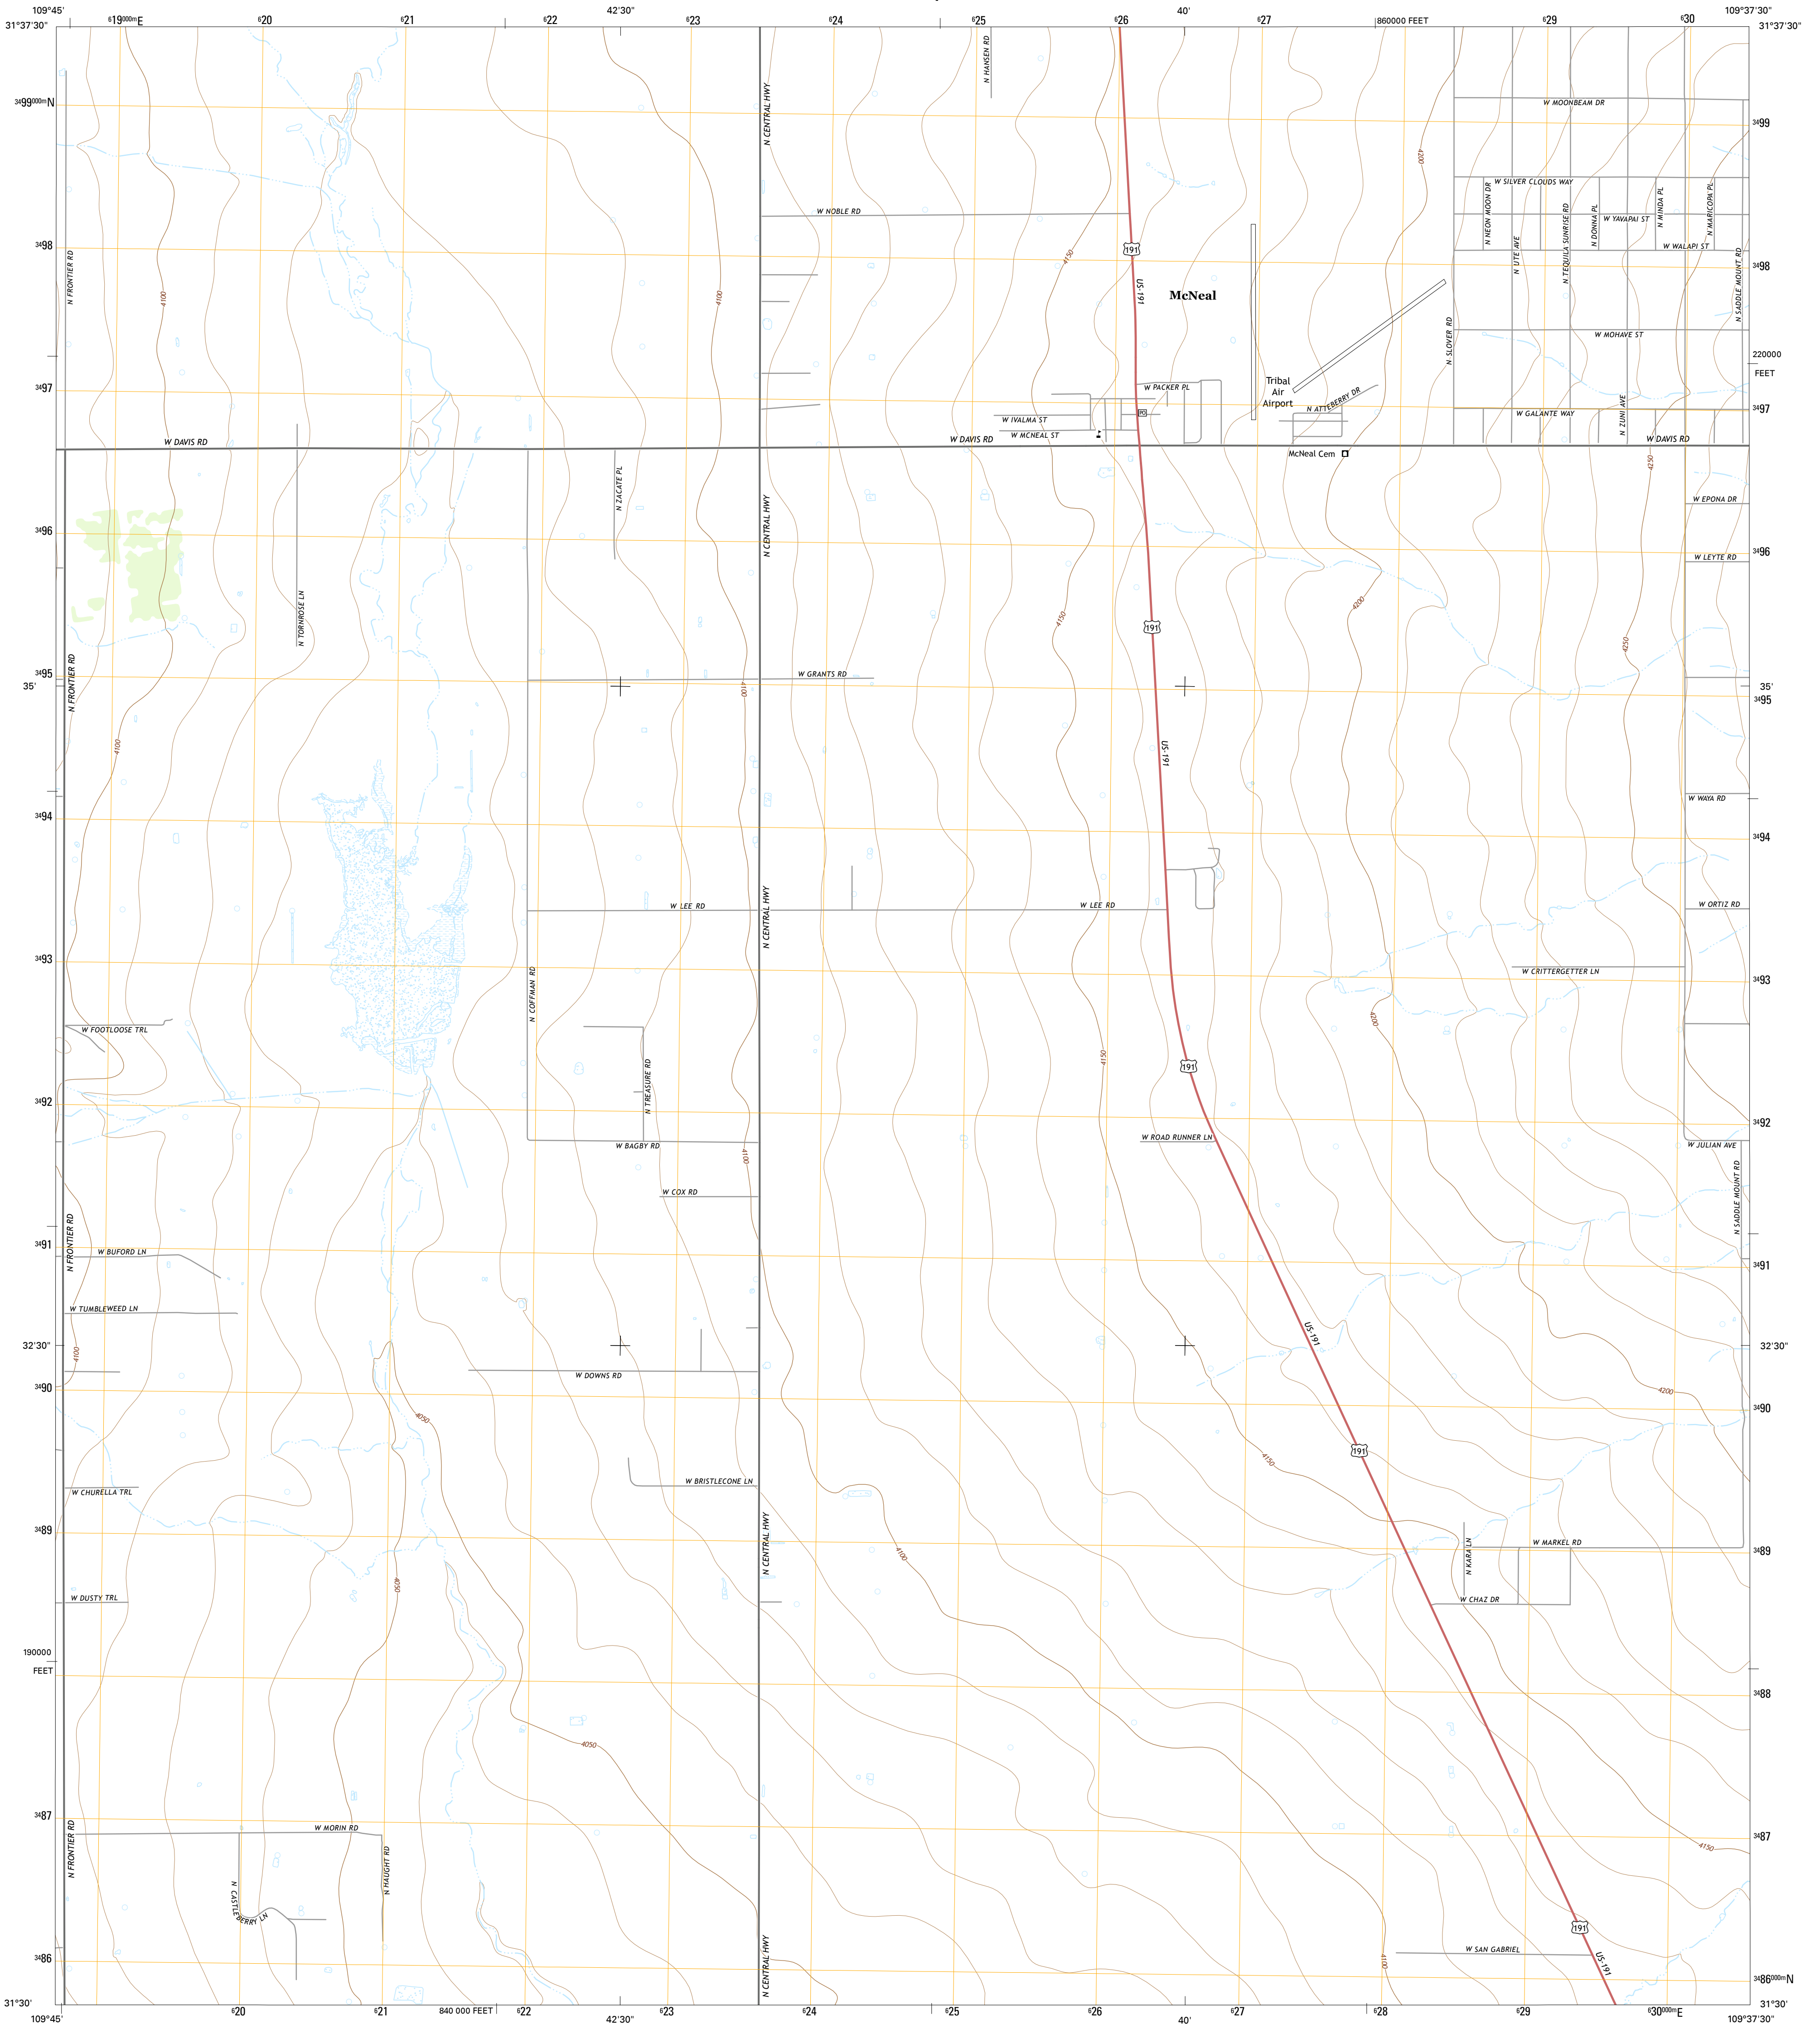 109°45'
⁶19⁰⁰⁰ᵐE
⁶20
⁶21
⁶22
42'30"
⁶23
⁶24
⁶25
⁶26
40'
⁶27
860000 FEET
⁶29
⁶30
109°37'30"
31°37'30"
31°37'30"
N HANSEN RD
³⁴99⁰⁰⁰ᵐN
N CENTRAL HWY
W MOONBEAM DR
³⁴99
4200
W SILVER CLOUDS WAY
N NEON MOON DR
N UTE AVE
N TEQUILA SUNRISE RD
N DONNA PL
N MINDA PL
N MARICOPA PL
W NOBLE RD
W YAVAPAI ST
W WALAPI ST
³⁴98
N FRONTIER RD
191
4150
³⁴98
N SADDLE MOUNT RD
4100
4100
US-191
McNeal
W MOHAVE ST
N SLOVER RD
220000
FEET
³⁴97
W PACKER PL
Tribal
Air
Airport
N ATTEBERRY DR
N ZUNI AVE
³⁴97
W IVALMA ST
PO
W GALANTE WAY
W MCNEAL ST
W DAVIS RD
W DAVIS RD
W DAVIS RD
McNeal Cem
N ZACATE PL
4250
W EPONA DR
³⁴96
N CENTRAL HWY
³⁴96
W LEYTE RD
N TORNROSE LN
4150
4200
191
4250
³⁴95
N FRONTIER RD
W GRANTS RD
35'
4100
35'
³⁴95
4100
US-191
W WAYA RD
³⁴94
³⁴94
W LEE RD
N CENTRAL HWY
W LEE RD
W ORTIZ RD
³⁴93
N COFFMAN RD
W CRITTERGETTER LN
³⁴93
W FOOTLOOSE TRL
4200
4150
191
N TREASURE RD
³⁴92
³⁴92
W BAGBY RD
W ROAD RUNNER LN
W JULIAN AVE
4100
W COX RD
N SADDLE MOUNT RD
³⁴91
N FRONTIER RD
W BUFORD LN
³⁴91
W TUMBLEWEED LN
US-191
32'30"
4100
32'30"
W DOWNS RD
³⁴90
4200
4050
³⁴90
191
4150
W BRISTLECONE LN
W CHURELLA TRL
³⁴89
N CENTRAL HWY
4100
N KARA LN
W MARKEL RD
³⁴89
4050
W DUSTY TRL
W CHAZ DR
190000
FEET
³⁴88
4050
³⁴87
N FRONTIER RD
W MORIN RD
N HAUGHT RD
³⁴87
4150
N CASTLEBERRY LN
191
³⁴86
N CENTRAL HWY
4100
W SAN GABRIEL
US-191
³⁴86⁰⁰⁰ᵐN
31°30'
31°30'
109°45'
⁶20
⁶21
840 000 FEET
⁶22
42'30"
⁶23
⁶24
⁶25
⁶26
40'
⁶27
⁶28
⁶29
⁶30⁰⁰⁰ᵐE
109°37'30"